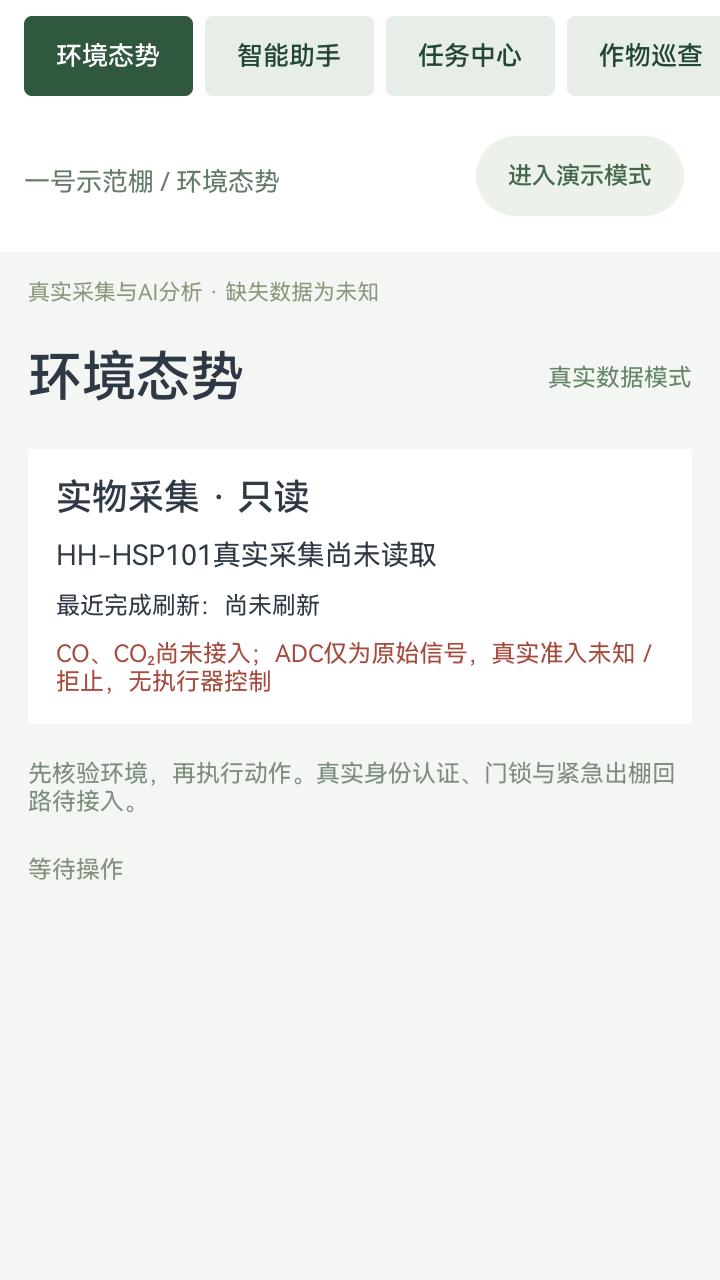 环境态势
智能助手
任务中心
作物巡查
一号示范棚 / 环境态势
进入演示模式
真实采集与AI分析 · 缺失数据为未知
环境态势
真实数据模式
实物采集 · 只读
HH-HSP101真实采集尚未读取
最近完成刷新：尚未刷新
CO、CO₂尚未接入；ADC仅为原始信号，真实准入未知 /
拒止，无执行器控制
先核验环境，再执行动作。真实身份认证、门锁与紧急出棚回
路待接入。
等待操作